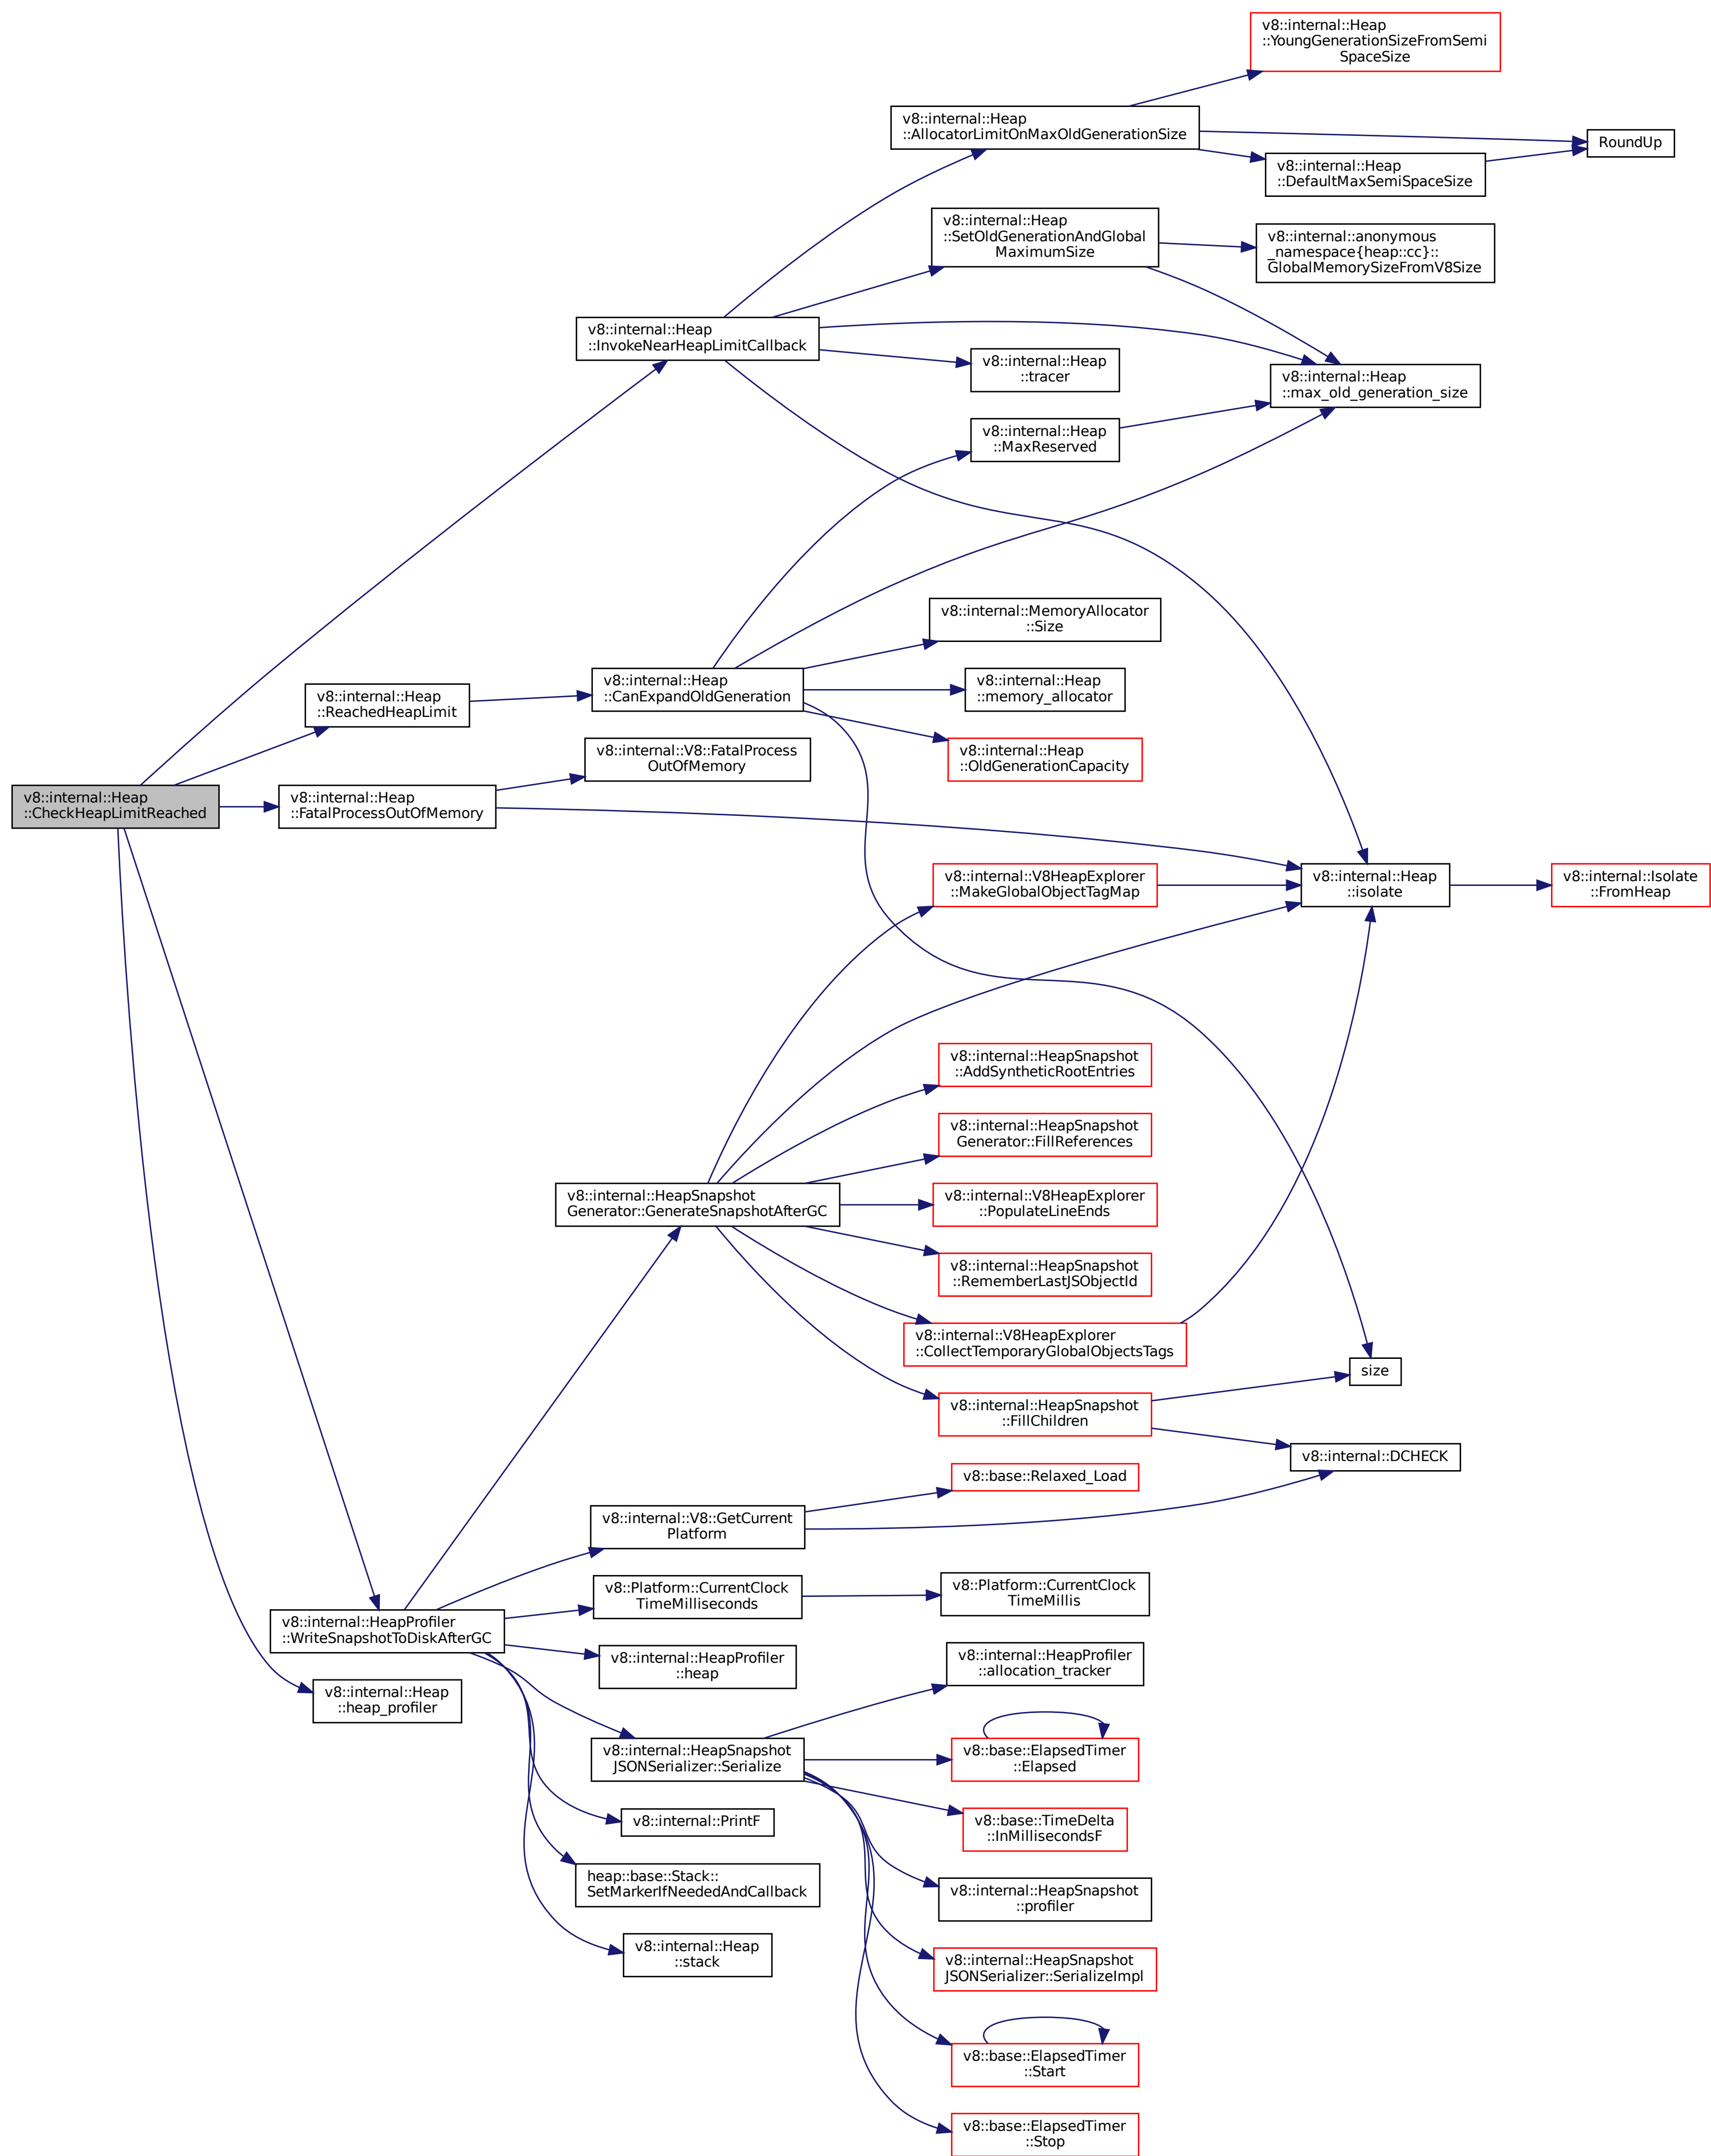 v8::internal::Heap
::YoungGenerationSizeFromSemi
SpaceSize
v8::internal::Heap
::AllocatorLimitOnMaxOldGenerationSize
RoundUp
v8::internal::Heap
::DefaultMaxSemiSpaceSize
v8::internal::Heap
::SetOldGenerationAndGlobal
MaximumSize
v8::internal::anonymous
_namespace{heap::cc}::
GlobalMemorySizeFromV8Size
v8::internal::Heap
::InvokeNearHeapLimitCallback
v8::internal::Heap
::tracer
v8::internal::Heap
::max_old_generation_size
v8::internal::Heap
::MaxReserved
v8::internal::MemoryAllocator
::Size
v8::internal::Heap
::CanExpandOldGeneration
v8::internal::Heap
::memory_allocator
v8::internal::Heap
::ReachedHeapLimit
v8::internal::V8::FatalProcess
OutOfMemory
v8::internal::Heap
::OldGenerationCapacity
v8::internal::Heap
::CheckHeapLimitReached
v8::internal::Heap
::FatalProcessOutOfMemory
v8::internal::V8HeapExplorer
::MakeGlobalObjectTagMap
v8::internal::Heap
::isolate
v8::internal::Isolate
::FromHeap
v8::internal::HeapSnapshot
::AddSyntheticRootEntries
v8::internal::HeapSnapshot
Generator::FillReferences
v8::internal::HeapSnapshot
Generator::GenerateSnapshotAfterGC
v8::internal::V8HeapExplorer
::PopulateLineEnds
v8::internal::HeapSnapshot
::RememberLastJSObjectId
v8::internal::V8HeapExplorer
::CollectTemporaryGlobalObjectsTags
size
v8::internal::HeapSnapshot
::FillChildren
v8::internal::DCHECK
v8::base::Relaxed_Load
v8::internal::V8::GetCurrent
Platform
v8::Platform::CurrentClock
TimeMilliseconds
v8::Platform::CurrentClock
TimeMillis
v8::internal::HeapProfiler
::WriteSnapshotToDiskAfterGC
v8::internal::HeapProfiler
::heap
v8::internal::HeapProfiler
::allocation_tracker
v8::internal::Heap
::heap_profiler
v8::internal::HeapSnapshot
JSONSerializer::Serialize
v8::base::ElapsedTimer
::Elapsed
v8::internal::PrintF
v8::base::TimeDelta
::InMillisecondsF
heap::base::Stack::
SetMarkerIfNeededAndCallback
v8::internal::HeapSnapshot
::profiler
v8::internal::Heap
::stack
v8::internal::HeapSnapshot
JSONSerializer::SerializeImpl
v8::base::ElapsedTimer
::Start
v8::base::ElapsedTimer
::Stop